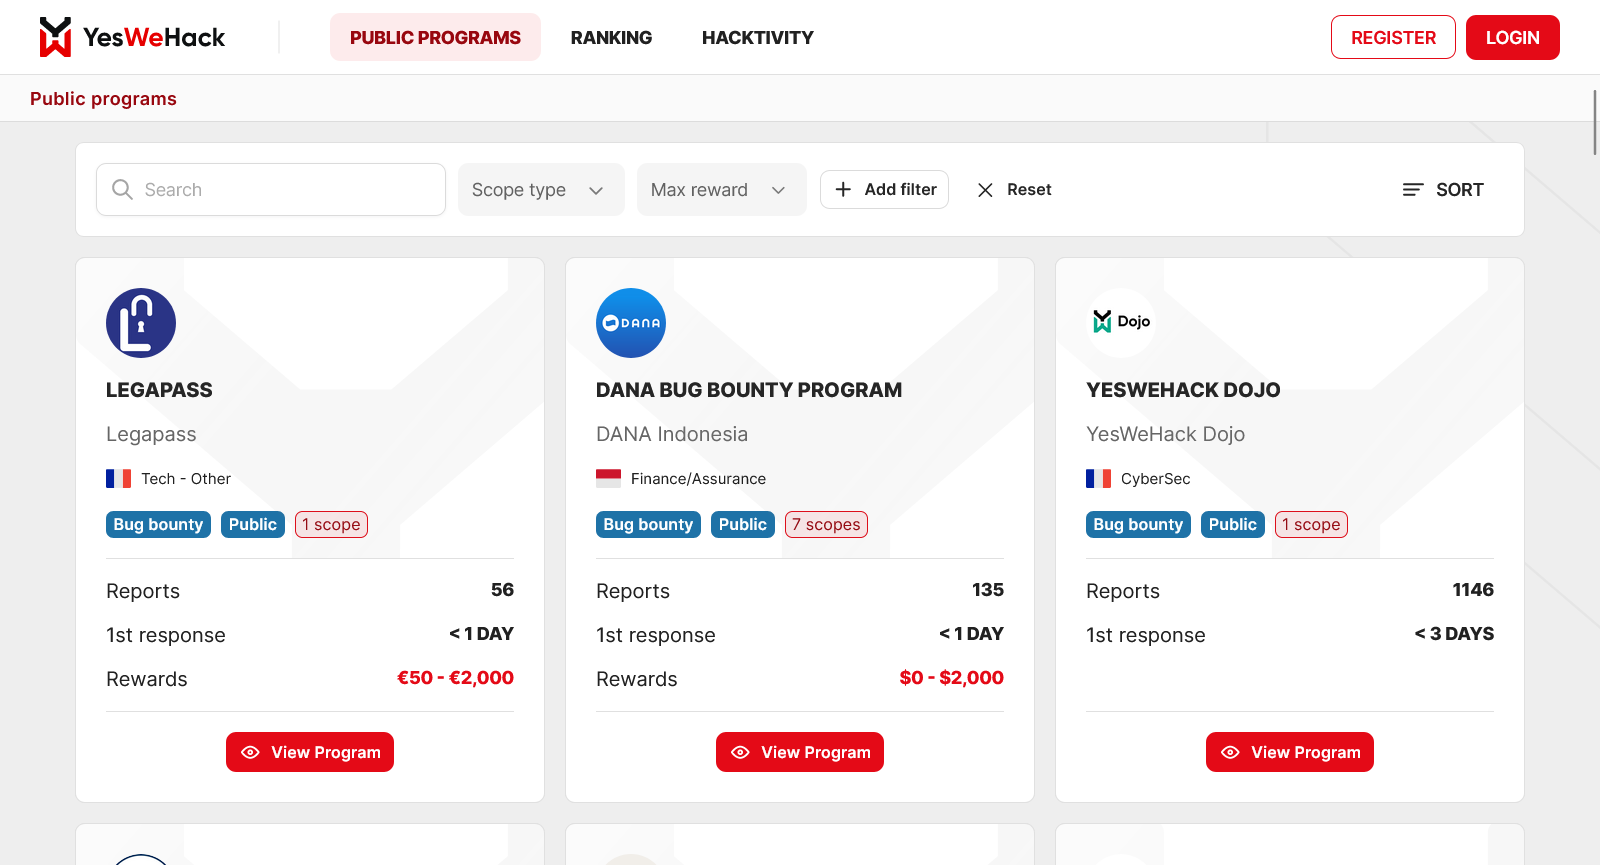 YesWeHack
PUBLIC PROGRAMS
RANKING
HACKTIVITY
REGISTER
LOGIN
Public programs
Search
Scope type
Max reward
Add filter
Reset
SORT
LEGAPASS
Legapass
Tech - Other
Bug bounty
Public
1 scope
Reports
56
1st response
< 1 DAY
Rewards
€50 - €2,000
View Program
DANA
DANA BUG BOUNTY PROGRAM
DANA Indonesia
Finance/Assurance
Bug bounty
Public
7 scopes
Reports
135
1st response
< 1 DAY
Rewards
$0 - $2,000
View Program
Dojo
YESWEHACK DOJO
YesWeHack Dojo
CyberSec
Bug bounty
Public
1 scope
Reports
1146
1st response
< 3 DAYS
View Program